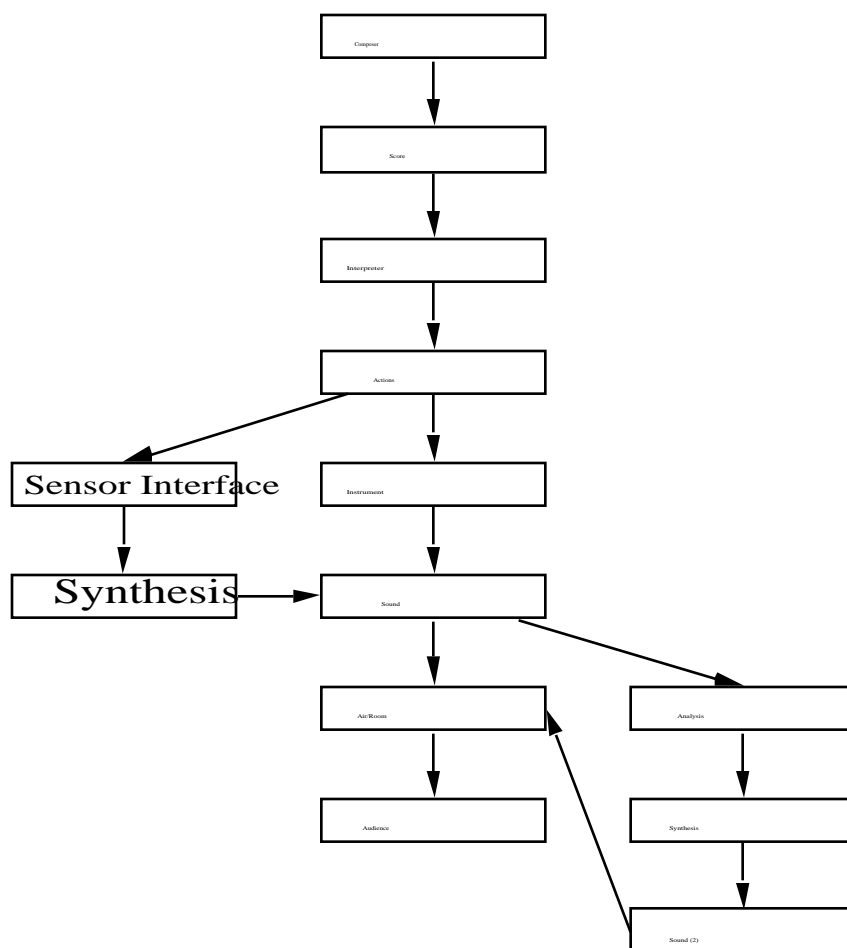 Composer
Score
Interpreter
Actions
Sensor Interface
Instrument
Synthesis
Sound
Air/Room
Analysis
Audience
Synthesis
Sound (2)